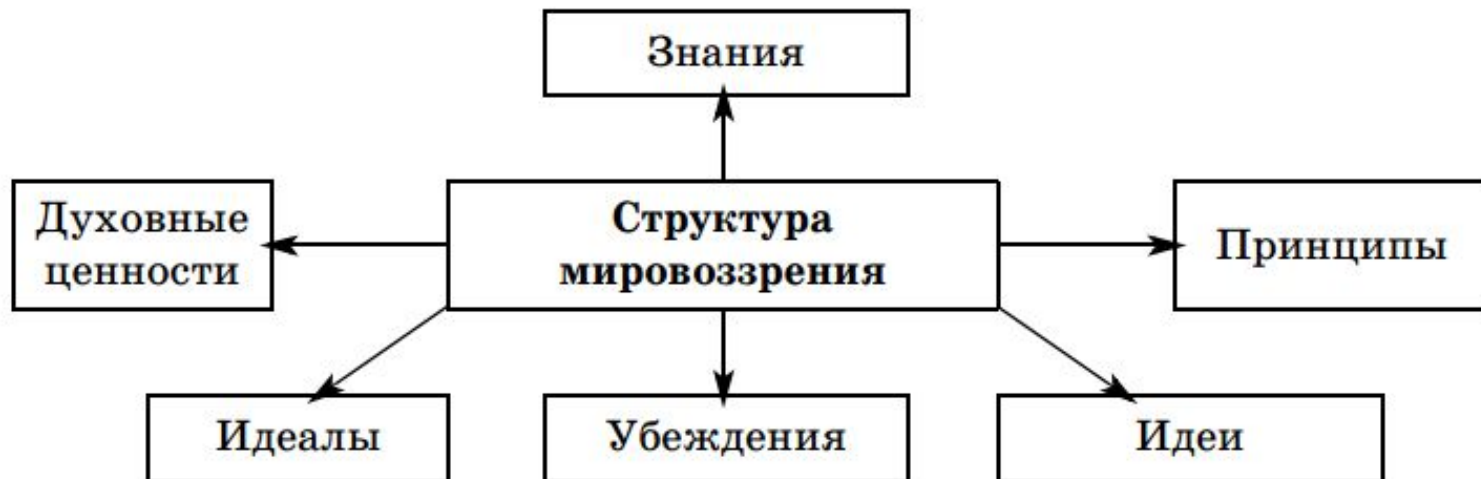 Знания
Духовные
ценности
Структура
мировоззрения
Принципы
Идеалы
Убеждения
Идеи